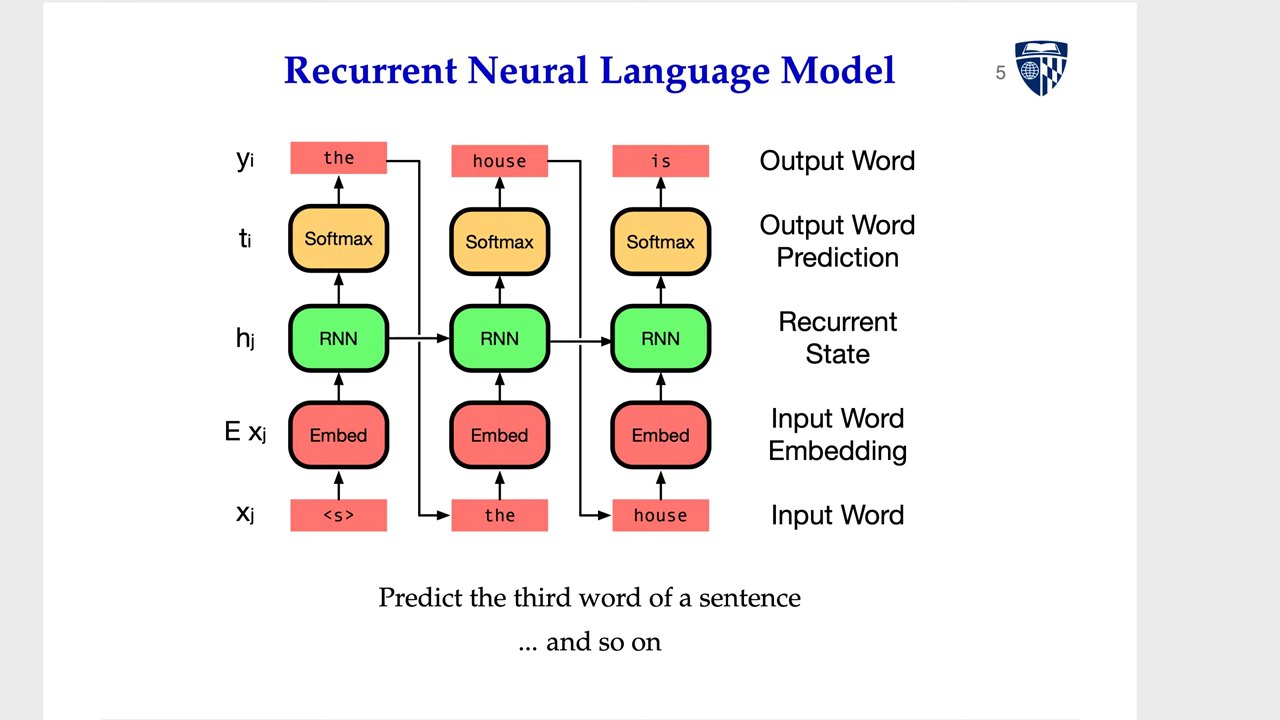 Recurrent Neural Language Model
5
yi the house is Output Word
ti Softmax Softmax Softmax Output Word
Prediction
hj RNN RNN RNN Recurrent
State
E xj Embed Embed Embed Input Word
Embedding
xj <s> the house Input Word
Predict the third word of a sentence
... and so on